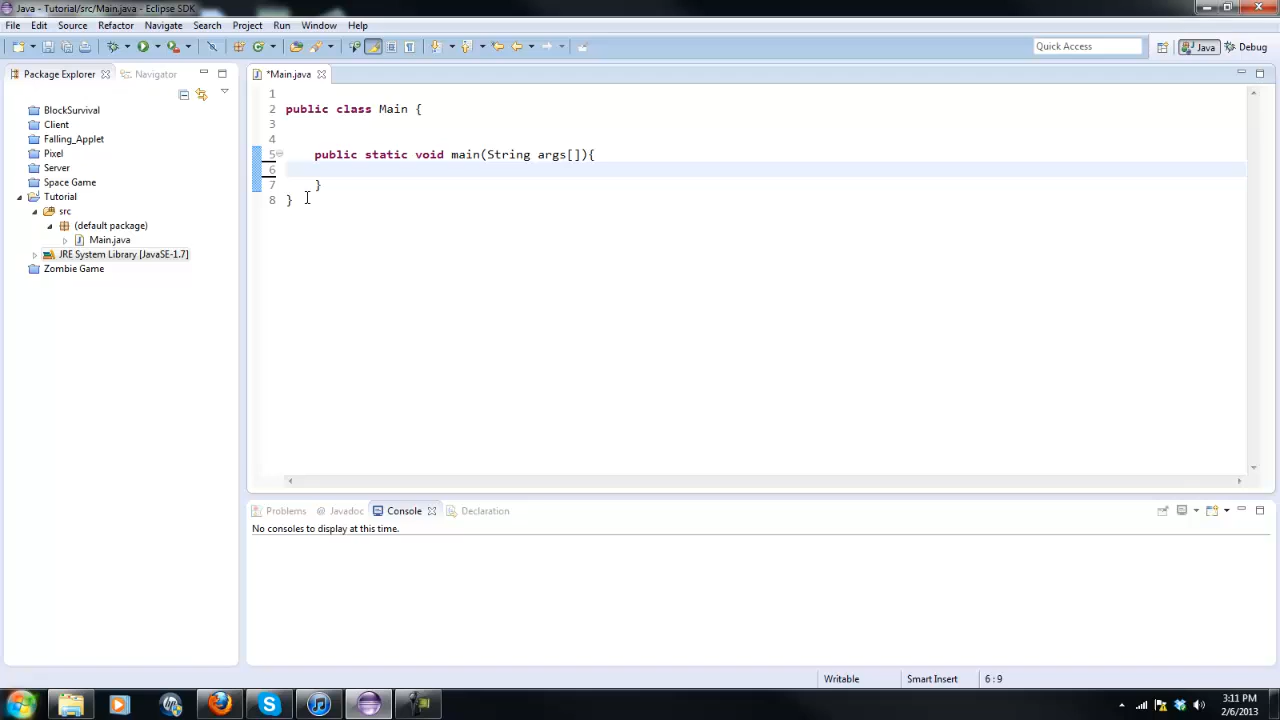 Java - Tutorial/src/Main.java - Eclipse SDK
File Edit Source Refactor Navigate Search Project Run Window Help
Quick Access Java Debug
Package Explorer Navigator
*Main.java
BlockSurvival
Client
Falling_Applet
Pixel
Server
Space Game
Tutorial
src
(default package)
Main.java
JRE System Library [JavaSE-1.7]
Zombie Game
1
2 public class Main {
3
4
5 public static void main(String args[]){
6
7 }
8 }
Problems @ Javadoc Console Declaration
No consoles to display at this time.
Writable Smart Insert 6 : 9
3:11 PM
2/6/2013